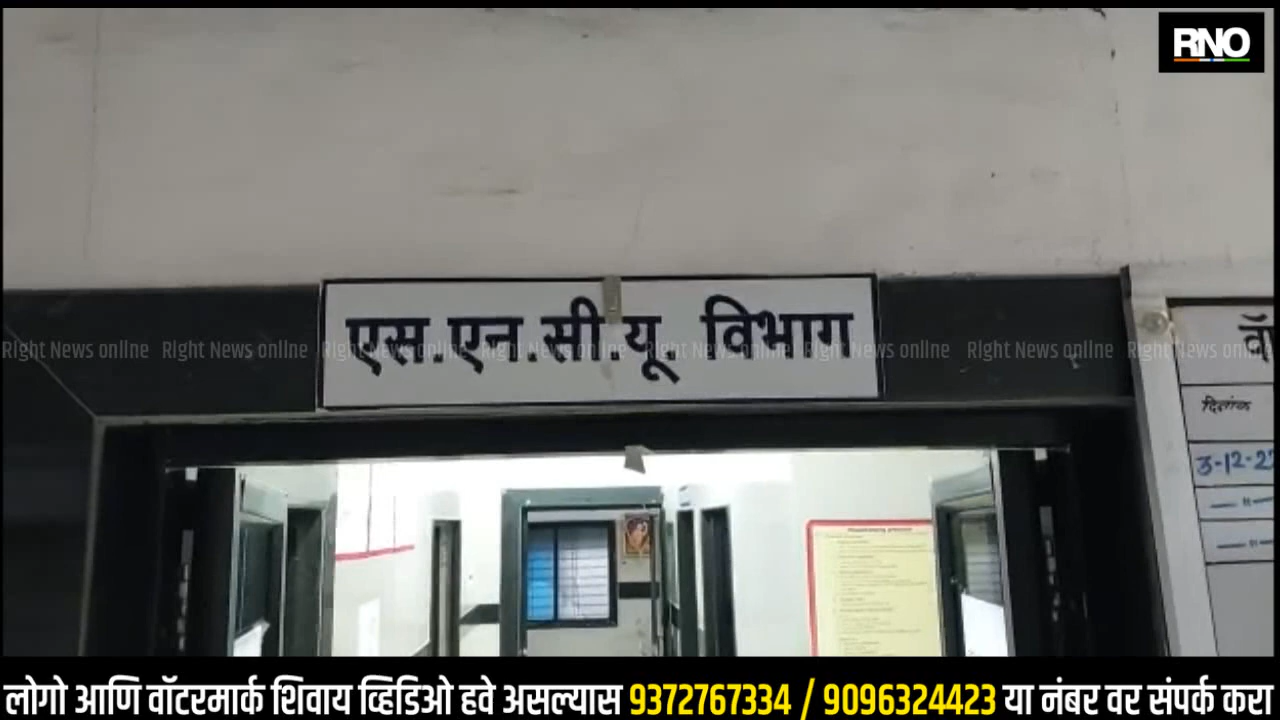 RNO
एस.एन.सी.यू. विभाग
Right News online Right News online Right News online Right News online Right News online Right News online Right News online Right News online
दिनांक
3-12-22
लोगो आणि वॉटरमार्क शिवाय व्हिडिओ हवे असल्यास 9372767334 / 9096324423 या नंबर वर संपर्क करा